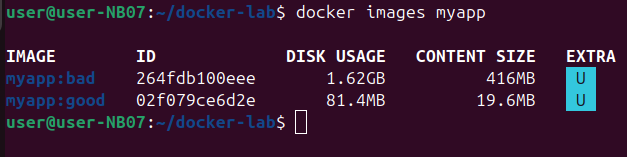 user@user-NB07:~/docker-lab$ docker images myapp
IMAGE ID DISK USAGE CONTENT SIZE EXTRA
myapp:bad 264fdb100eee 1.62GB 416MB U
myapp:good 02f079ce6d2e 81.4MB 19.6MB U
user@user-NB07:~/docker-lab$